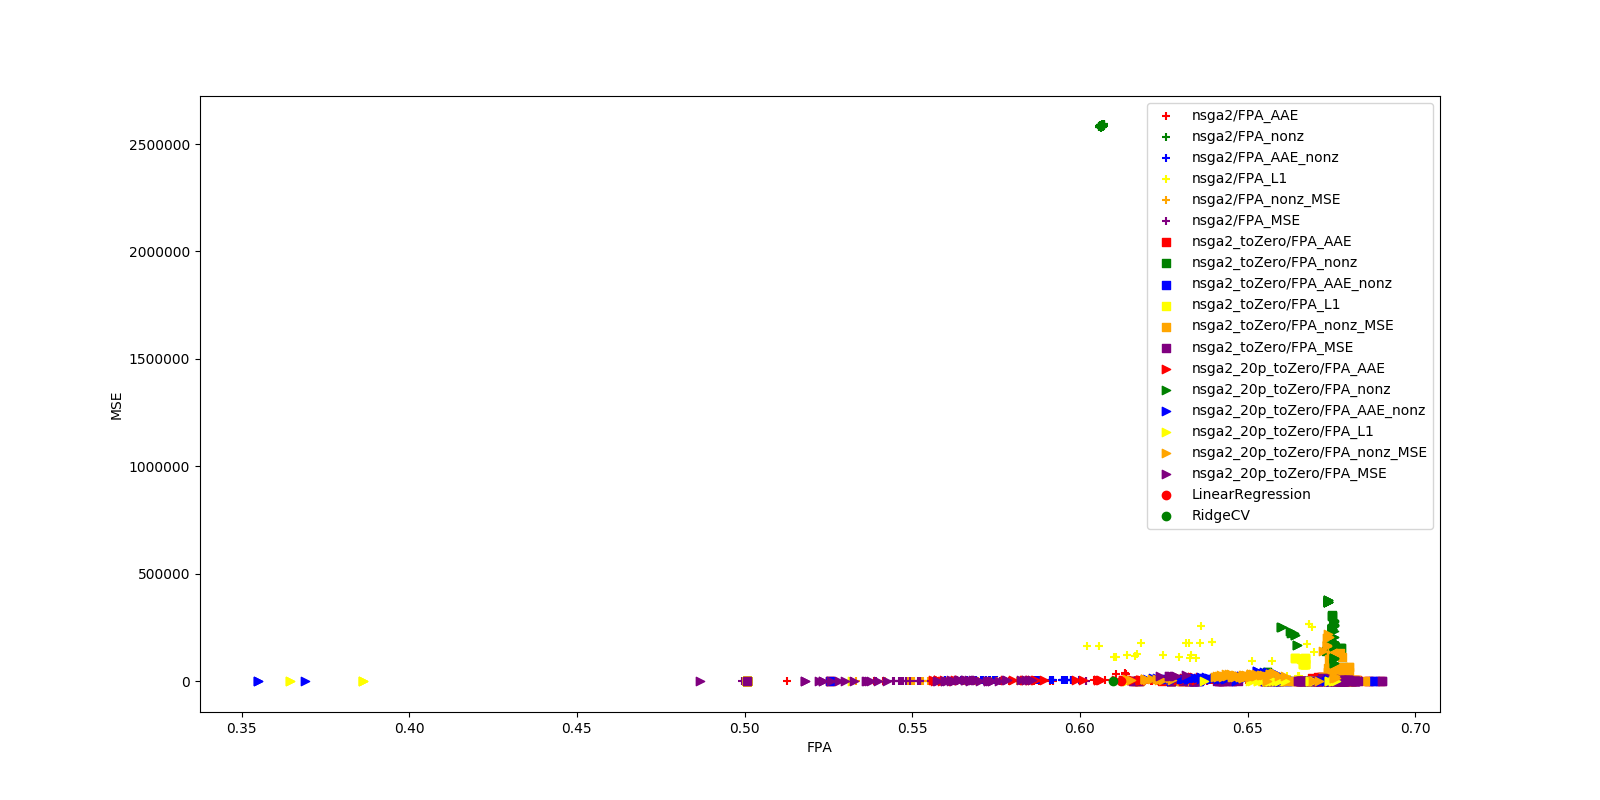 2500000
2000000
1500000
1000000
500000
0
MSE
0.35
0.40
0.45
0.50
0.55
0.60
0.65
0.70
FPA
nsga2/FPA_AAE
nsga2/FPA_nonz
nsga2/FPA_AAE_nonz
nsga2/FPA_L1
nsga2/FPA_nonz_MSE
nsga2/FPA_MSE
nsga2_toZero/FPA_AAE
nsga2_toZero/FPA_nonz
nsga2_toZero/FPA_AAE_nonz
nsga2_toZero/FPA_L1
nsga2_toZero/FPA_nonz_MSE
nsga2_toZero/FPA_MSE
nsga2_20p_toZero/FPA_AAE
nsga2_20p_toZero/FPA_nonz
nsga2_20p_toZero/FPA_AAE_nonz
nsga2_20p_toZero/FPA_L1
nsga2_20p_toZero/FPA_nonz_MSE
nsga2_20p_toZero/FPA_MSE
LinearRegression
RidgeCV